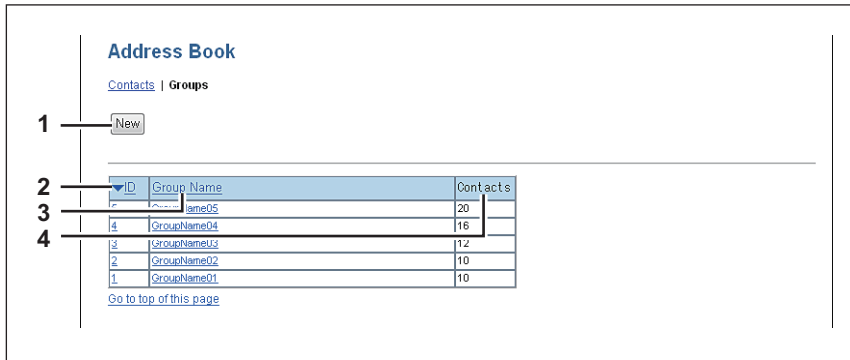 Address Book
Contacts | Groups
1 New
2 ID Group Name Contacts
3
5 GroupName05 20
4
4 GroupName04 16
3 GroupName03 12
2 GroupName02 10
1 GroupName01 10
Go to top of this page